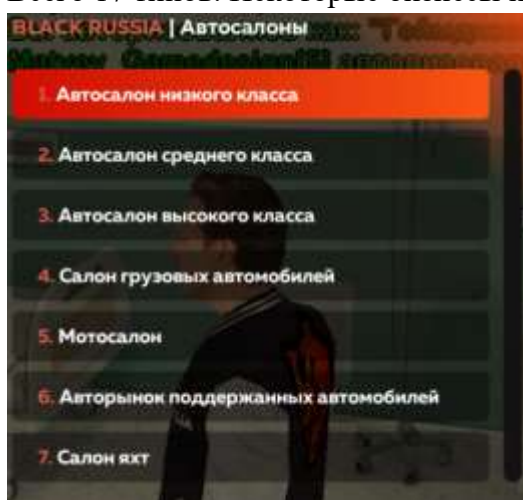 BLACK RUSSIA | Автосалоны
1. Автосалон низкого класса
2. Автосалон среднего класса
3. Автосалон высокого класса
4. Салон грузовых автомобилей
5. Мотосалон
6. Авторынок поддержанных автомобилей
7. Салон яхт